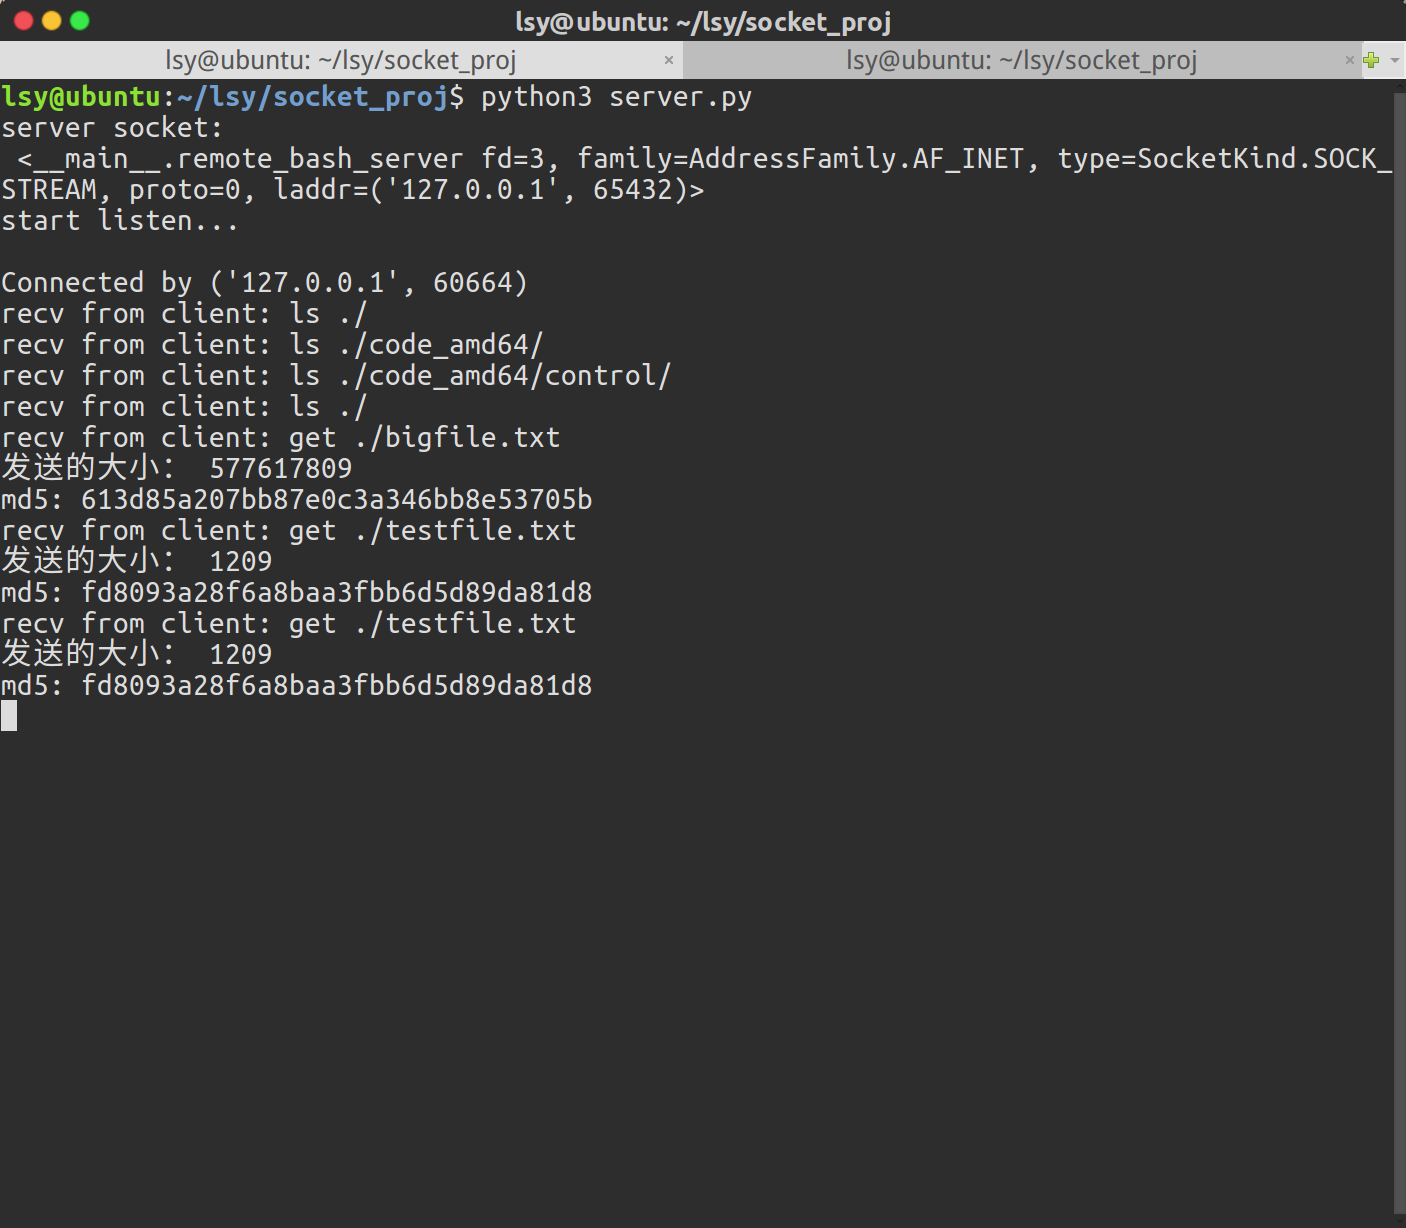 lsy@ubuntu: ~/lsy/socket_proj
lsy@ubuntu: ~/lsy/socket_proj × lsy@ubuntu: ~/lsy/socket_proj ×
lsy@ubuntu:~/lsy/socket_proj$ python3 server.py
server socket:
 <__main__.remote_bash_server fd=3, family=AddressFamily.AF_INET, type=SocketKind.SOCK_
STREAM, proto=0, laddr=('127.0.0.1', 65432)>
start listen...
Connected by ('127.0.0.1', 60664)
recv from client: ls ./
recv from client: ls ./code_amd64/
recv from client: ls ./code_amd64/control/
recv from client: ls ./
recv from client: get ./bigfile.txt
发送的大小： 577617809
md5: 613d85a207bb87e0c3a346bb8e53705b
recv from client: get ./testfile.txt
发送的大小： 1209
md5: fd8093a28f6a8baa3fbb6d5d89da81d8
recv from client: get ./testfile.txt
发送的大小： 1209
md5: fd8093a28f6a8baa3fbb6d5d89da81d8